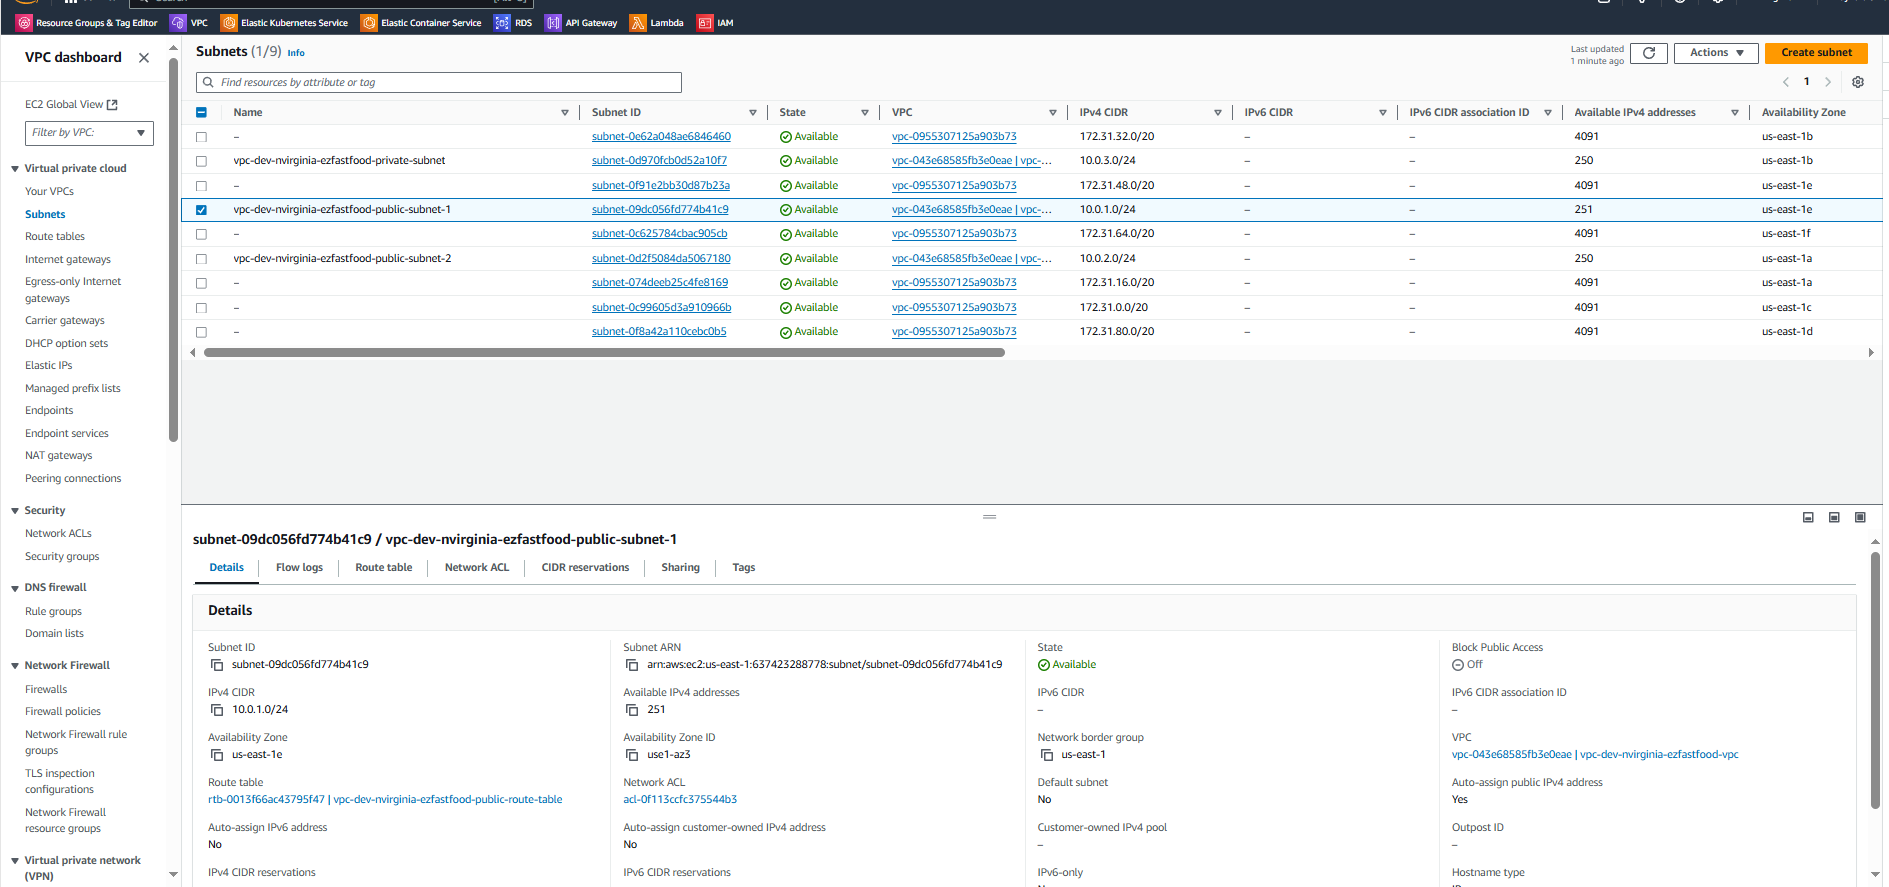 Resource Groups & Tag Editor VPC Elastic Kubernetes Service Elastic Container Service RDS API Gateway Lambda IAM
VPC dashboard
EC2 Global View
Filter by VPC:
Virtual private cloud
Your VPCs
Subnets
Route tables
Internet gateways
Egress-only Internet
gateways
Carrier gateways
DHCP option sets
Elastic IPs
Managed prefix lists
Endpoints
Endpoint services
NAT gateways
Peering connections
Security
Network ACLs
Security groups
DNS firewall
Rule groups
Domain lists
Network Firewall
Firewalls
Firewall policies
Network Firewall rule
groups
TLS inspection
configurations
Network Firewall
resource groups
Virtual private network
(VPN)
Subnets (1/9) Info
Last updated
1 minute ago
Actions
Create subnet
Find resources by attribute or tag
1
Name Subnet ID State VPC IPv4 CIDR IPv6 CIDR IPv6 CIDR association ID Available IPv4 addresses Availability Zone
– subnet-0e62a048ae6846460 Available vpc-0955307125a903b73 172.31.32.0/20 – – 4091 us-east-1b
vpc-dev-nvirginia-ezfastfood-private-subnet subnet-0d970fcb0d52a10f7 Available vpc-043e68585fb3e0eae | vpc-... 10.0.3.0/24 – – 250 us-east-1b
– subnet-0f91e2bb30d87b23a Available vpc-0955307125a903b73 172.31.48.0/20 – – 4091 us-east-1e
vpc-dev-nvirginia-ezfastfood-public-subnet-1 subnet-09dc056fd774b41c9 Available vpc-043e68585fb3e0eae | vpc-... 10.0.1.0/24 – – 251 us-east-1e
– subnet-0c625784cbac905cb Available vpc-0955307125a903b73 172.31.64.0/20 – – 4091 us-east-1f
vpc-dev-nvirginia-ezfastfood-public-subnet-2 subnet-0d2f5084da5067180 Available vpc-043e68585fb3e0eae | vpc-... 10.0.2.0/24 – – 250 us-east-1a
– subnet-074deeb25c4fe8169 Available vpc-0955307125a903b73 172.31.16.0/20 – – 4091 us-east-1a
– subnet-0c99605d3a910966b Available vpc-0955307125a903b73 172.31.0.0/20 – – 4091 us-east-1c
– subnet-0f8a42a110cebc0b5 Available vpc-0955307125a903b73 172.31.80.0/20 – – 4091 us-east-1d
subnet-09dc056fd774b41c9 / vpc-dev-nvirginia-ezfastfood-public-subnet-1
Details Flow logs Route table Network ACL CIDR reservations Sharing Tags
Details
Subnet ID Subnet ARN State Block Public Access
subnet-09dc056fd774b41c9 arn:aws:ec2:us-east-1:637423288778:subnet/subnet-09dc056fd774b41c9 Available Off
IPv4 CIDR Available IPv4 addresses IPv6 CIDR IPv6 CIDR association ID
10.0.1.0/24 251 – –
Availability Zone Availability Zone ID Network border group VPC
us-east-1e use1-az3 us-east-1 vpc-043e68585fb3e0eae | vpc-dev-nvirginia-ezfastfood-vpc
Route table Network ACL Default subnet Auto-assign public IPv4 address
rtb-0013f66ac43795f47 | vpc-dev-nvirginia-ezfastfood-public-route-table acl-0f113ccfc375544b3 No Yes
Auto-assign IPv6 address Auto-assign customer-owned IPv4 address Customer-owned IPv4 pool Outpost ID
No No – –
IPv4 CIDR reservations IPv6 CIDR reservations IPv6-only Hostname type